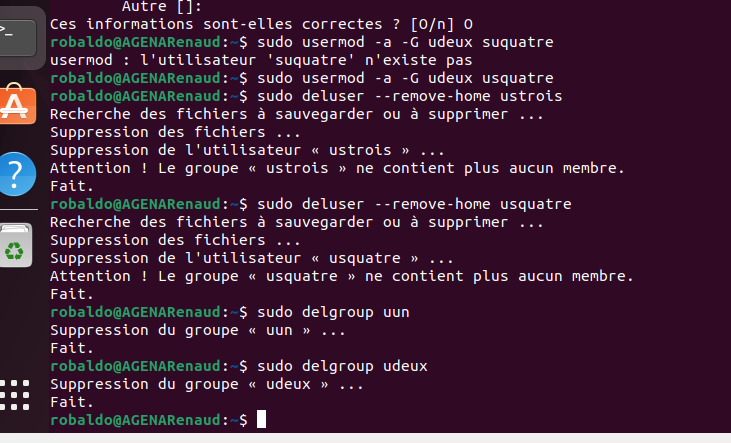 Autre []:
Ces informations sont-elles correctes ? [O/n] O
robaldo@AGENARenaud:~$ sudo usermod -a -G udeux suquatre
usermod : l'utilisateur 'suquatre' n'existe pas
robaldo@AGENARenaud:~$ sudo usermod -a -G udeux usquatre
robaldo@AGENARenaud:~$ sudo deluser --remove-home ustrois
Recherche des fichiers à sauvegarder ou à supprimer ...
Suppression des fichiers ...
Suppression de l'utilisateur « ustrois » ...
Attention ! Le groupe « ustrois » ne contient plus aucun membre.
Fait.
robaldo@AGENARenaud:~$ sudo deluser --remove-home usquatre
Recherche des fichiers à sauvegarder ou à supprimer ...
Suppression des fichiers ...
Suppression de l'utilisateur « usquatre » ...
Attention ! Le groupe « usquatre » ne contient plus aucun membre.
Fait.
robaldo@AGENARenaud:~$ sudo delgroup uun
Suppression du groupe « uun » ...
Fait.
robaldo@AGENARenaud:~$ sudo delgroup udeux
Suppression du groupe « udeux » ...
Fait.
robaldo@AGENARenaud:~$